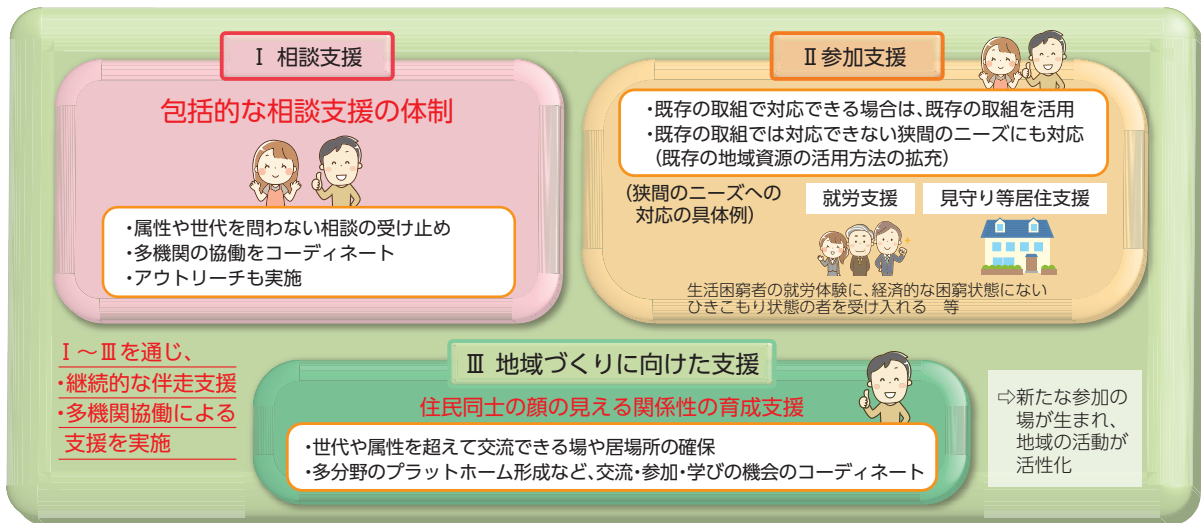 Ⅰ 相談支援
包括的な相談支援の体制
・属性や世代を問わない相談の受け止め
・多機関の協働をコーディネート
・アウトリーチも実施
Ⅱ 参加支援
・既存の取組で対応できる場合は、既存の取組を活用
・既存の取組では対応できない狭間のニーズにも対応
(既存の地域資源の活用方法の拡充)
(狭間のニーズへの
対応の具体例)
就労支援
見守り等居住支援
生活困窮者の就労体験に、経済的な困窮状態にない
ひきこもり状態の者を受け入れる 等
Ⅰ～Ⅲを通じ、
・継続的な伴走支援
・多機関協働による
支援を実施
Ⅲ 地域づくりに向けた支援
住民同士の顔の見える関係性の育成支援
・世代や属性を超えて交流できる場や居場所の確保
・多分野のプラットホーム形成など、交流・参加・学びの機会のコーディネート
⇨新たな参加の
場が生まれ、
地域の活動が
活性化